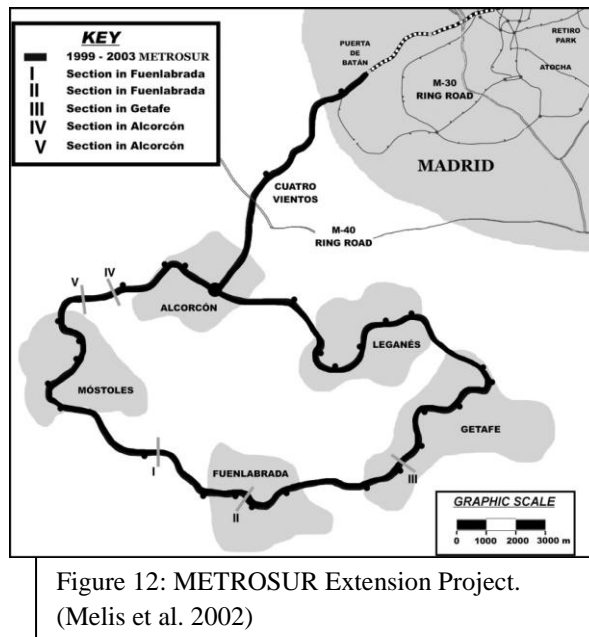 KEY
1999 - 2003 METROSUR
I Section in Fuenlabrada
II Section in Fuenlabrada
III Section in Getafe
IV Section in Alcorcón
V Section in Alcorcón
PUERTA
DE
BATÁN
RETIRO
PARK
ATOCHA
M-30
RING ROAD
MADRID
CUATRO
VIENTOS
M-40
RING ROAD
V
IV
ALCORCÓN
LEGANÉS
MÓSTOLES
GETAFE
FUENLABRADA
I
II
III
GRAPHIC SCALE
0 1000 2000 3000 m
Figure 12: METROSUR Extension Project.
(Melis et al. 2002)